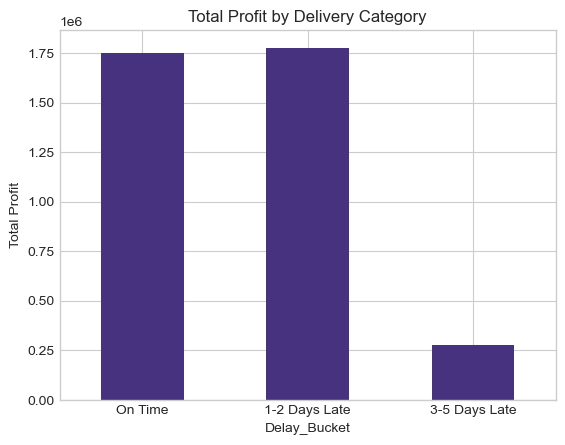 Total Profit by Delivery Category
1e6
1.75
1.50
1.25
1.00
0.75
0.50
0.25
0.00
Total Profit
On Time
1-2 Days Late
3-5 Days Late
Delay_Bucket